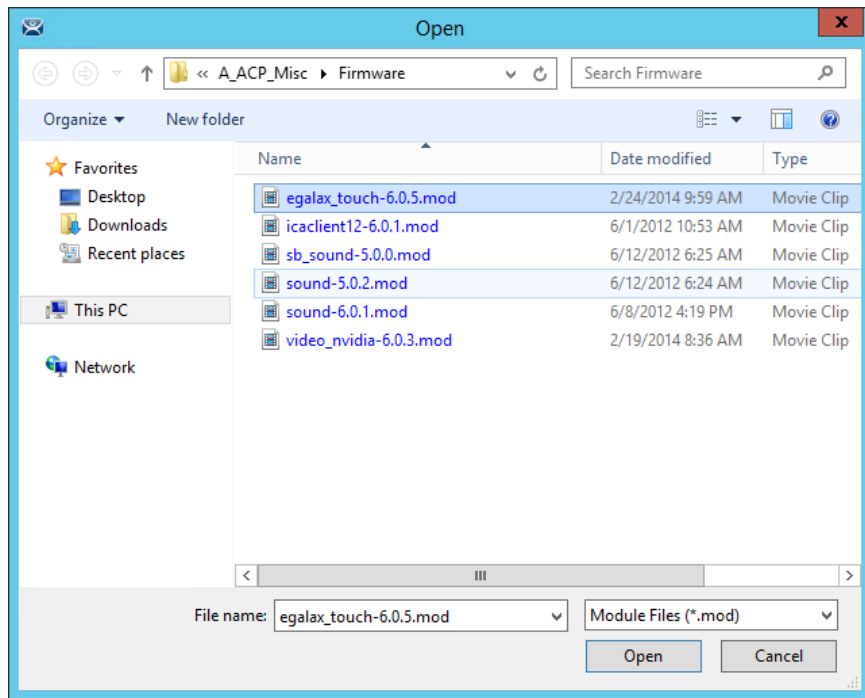 Open
x
« A_ACP_Misc Firmware
Search Firmware
Organize New folder
Favorites
Desktop
Downloads
Recent places
This PC
Network
Name Date modified Type
egalax_touch-6.0.5.mod 2/24/2014 9:59 AM Movie Clip
icaclient12-6.0.1.mod 6/1/2012 10:53 AM Movie Clip
sb_sound-5.0.0.mod 6/12/2012 6:25 AM Movie Clip
sound-5.0.2.mod 6/12/2012 6:24 AM Movie Clip
sound-6.0.1.mod 6/8/2012 4:19 PM Movie Clip
video_nvidia-6.0.3.mod 2/19/2014 8:36 AM Movie Clip
File name: egalax_touch-6.0.5.mod Module Files (*.mod)
Open Cancel